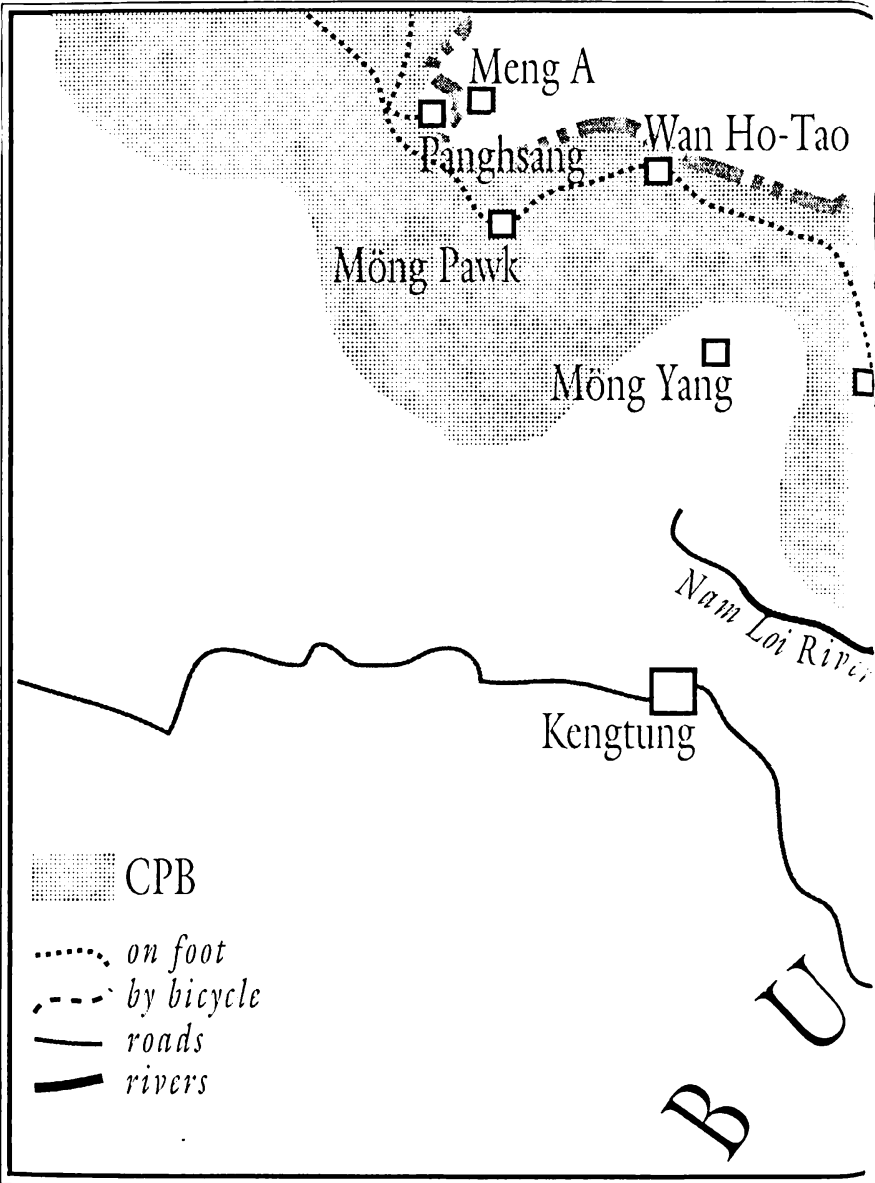 Meng A
Wan Ho-Tao
Panghsang
Möng Pawk
Möng Yang
Nam Loi River
Kengtung
CPB
on foot
by bicycle
roads
rivers
B U